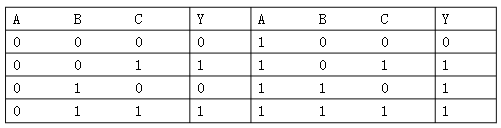 A B C Y A B C Y
0 0 0 0 1 0 0 0
0 0 1 1 1 0 1 1
0 1 0 0 1 1 0 1
0 1 1 1 1 1 1 1